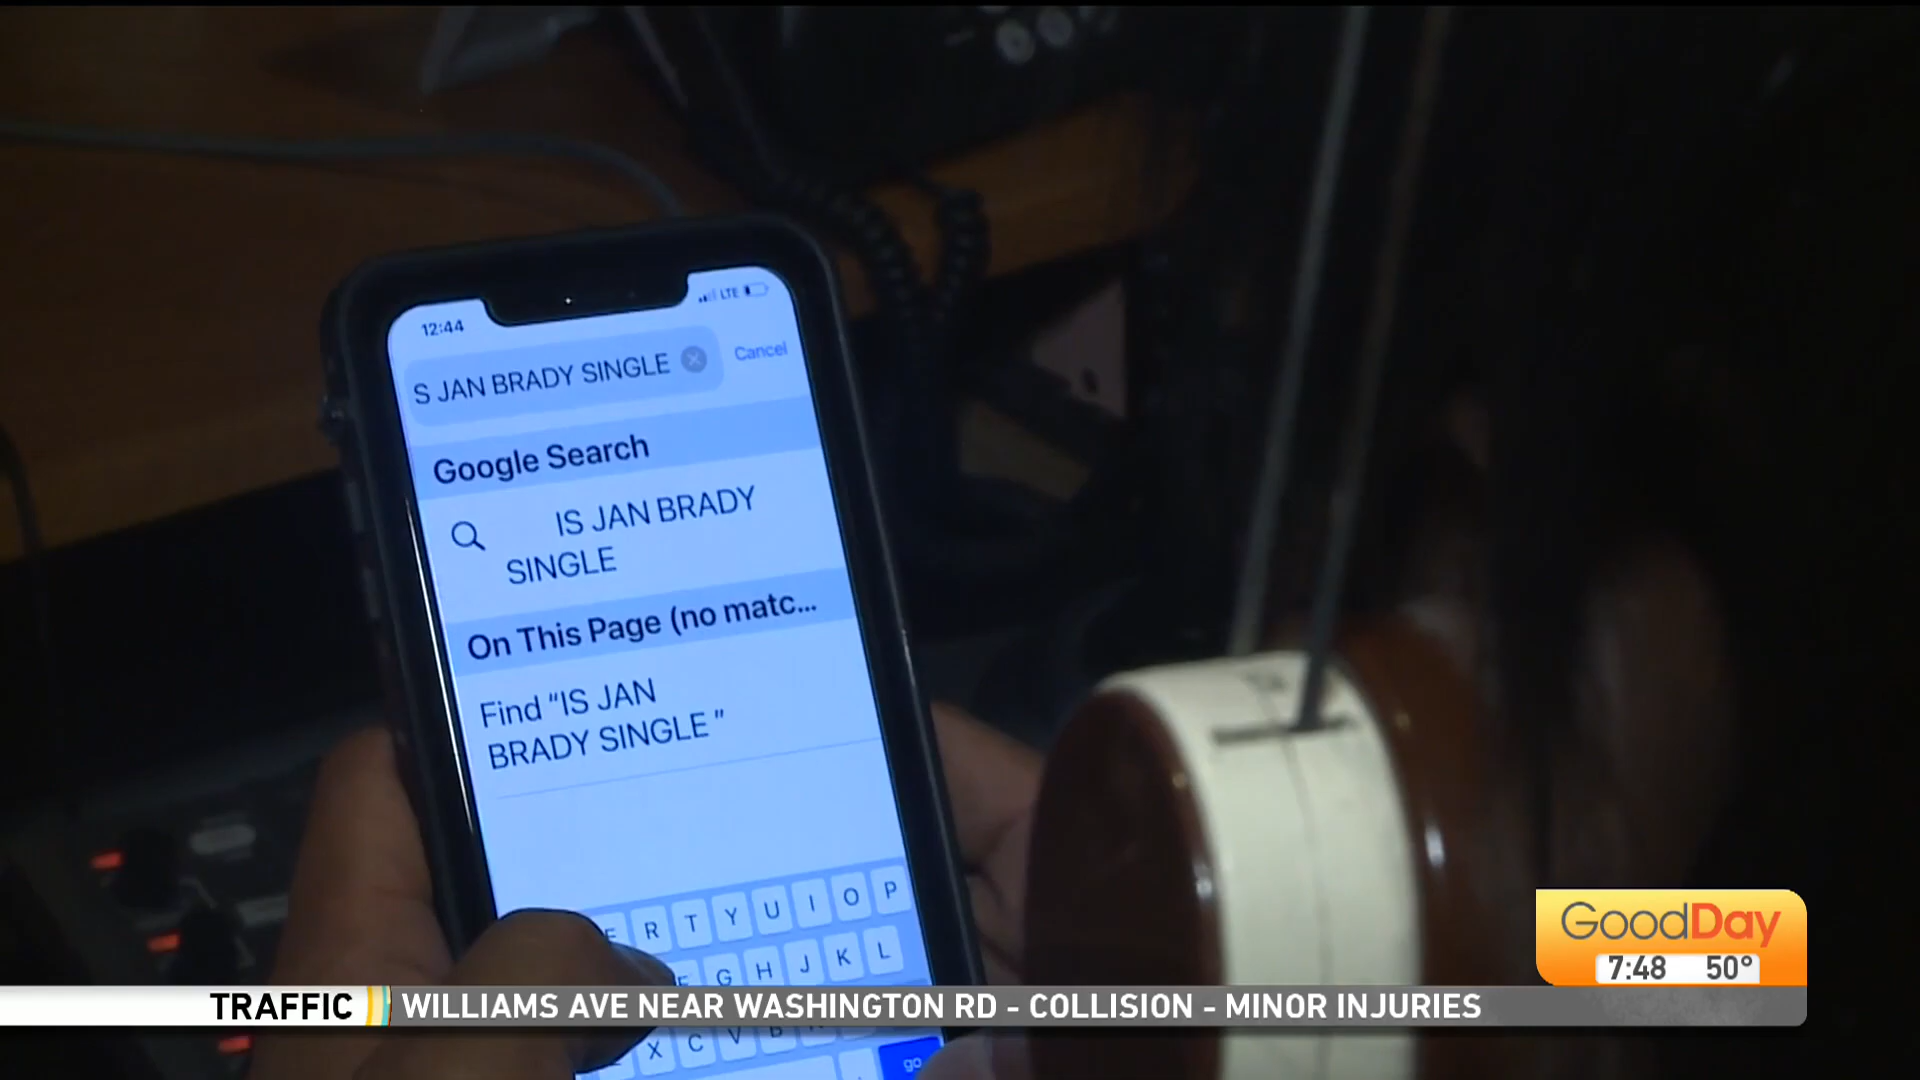 12:44
LTE
S JAN BRADY SINGLE
Cancel
Google Search
IS JAN BRADY
SINGLE
On This Page (no matc...
Find “IS JAN
BRADY SINGLE ”
E R T Y U I O P
F G H J K L
X C V B
go
GoodDay
7:48 50°
TRAFFIC WILLIAMS AVE NEAR WASHINGTON RD - COLLISION - MINOR INJURIES